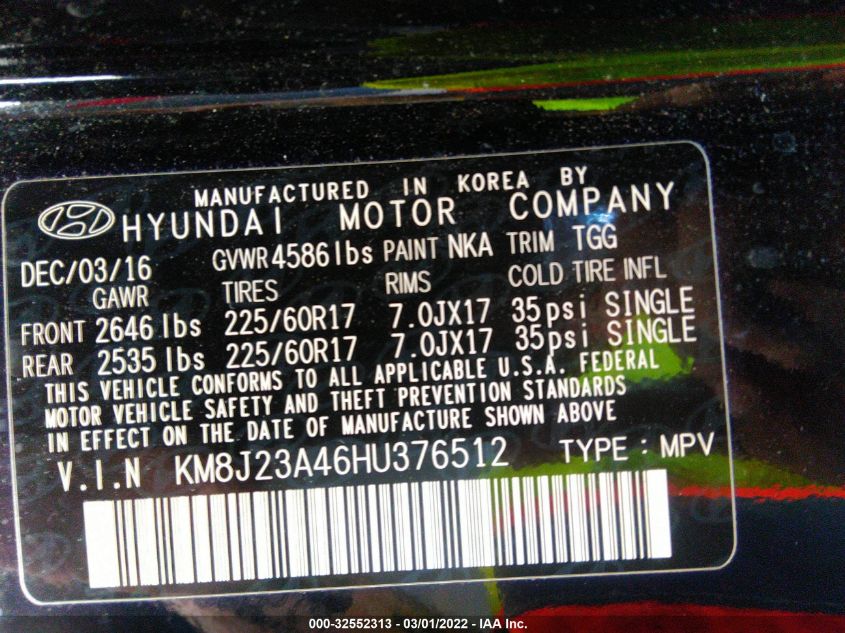 MANUFACTURED IN KOREA BY
HYUNDAI MOTOR COMPANY
DEC/03/16 GVWR 4586lbs PAINT NKA TRIM TGG
GAWR TIRES RIMS COLD TIRE INFL
FRONT 2646 lbs 225/60R17 7.0JX17 35psi SINGLE
REAR 2535 lbs 225/60R17 7.0JX17 35psi SINGLE
THIS VEHICLE CONFORMS TO ALL APPLICABLE U.S.A. FEDERAL
MOTOR VEHICLE SAFETY AND THEFT PREVENTION STANDARDS
IN EFFECT ON THE DATE OF MANUFACTURE SHOWN ABOVE
V.I.N KM8J23A46HU376512 TYPE : MPV
000-32552313 - 03/01/2022 - IAA Inc.